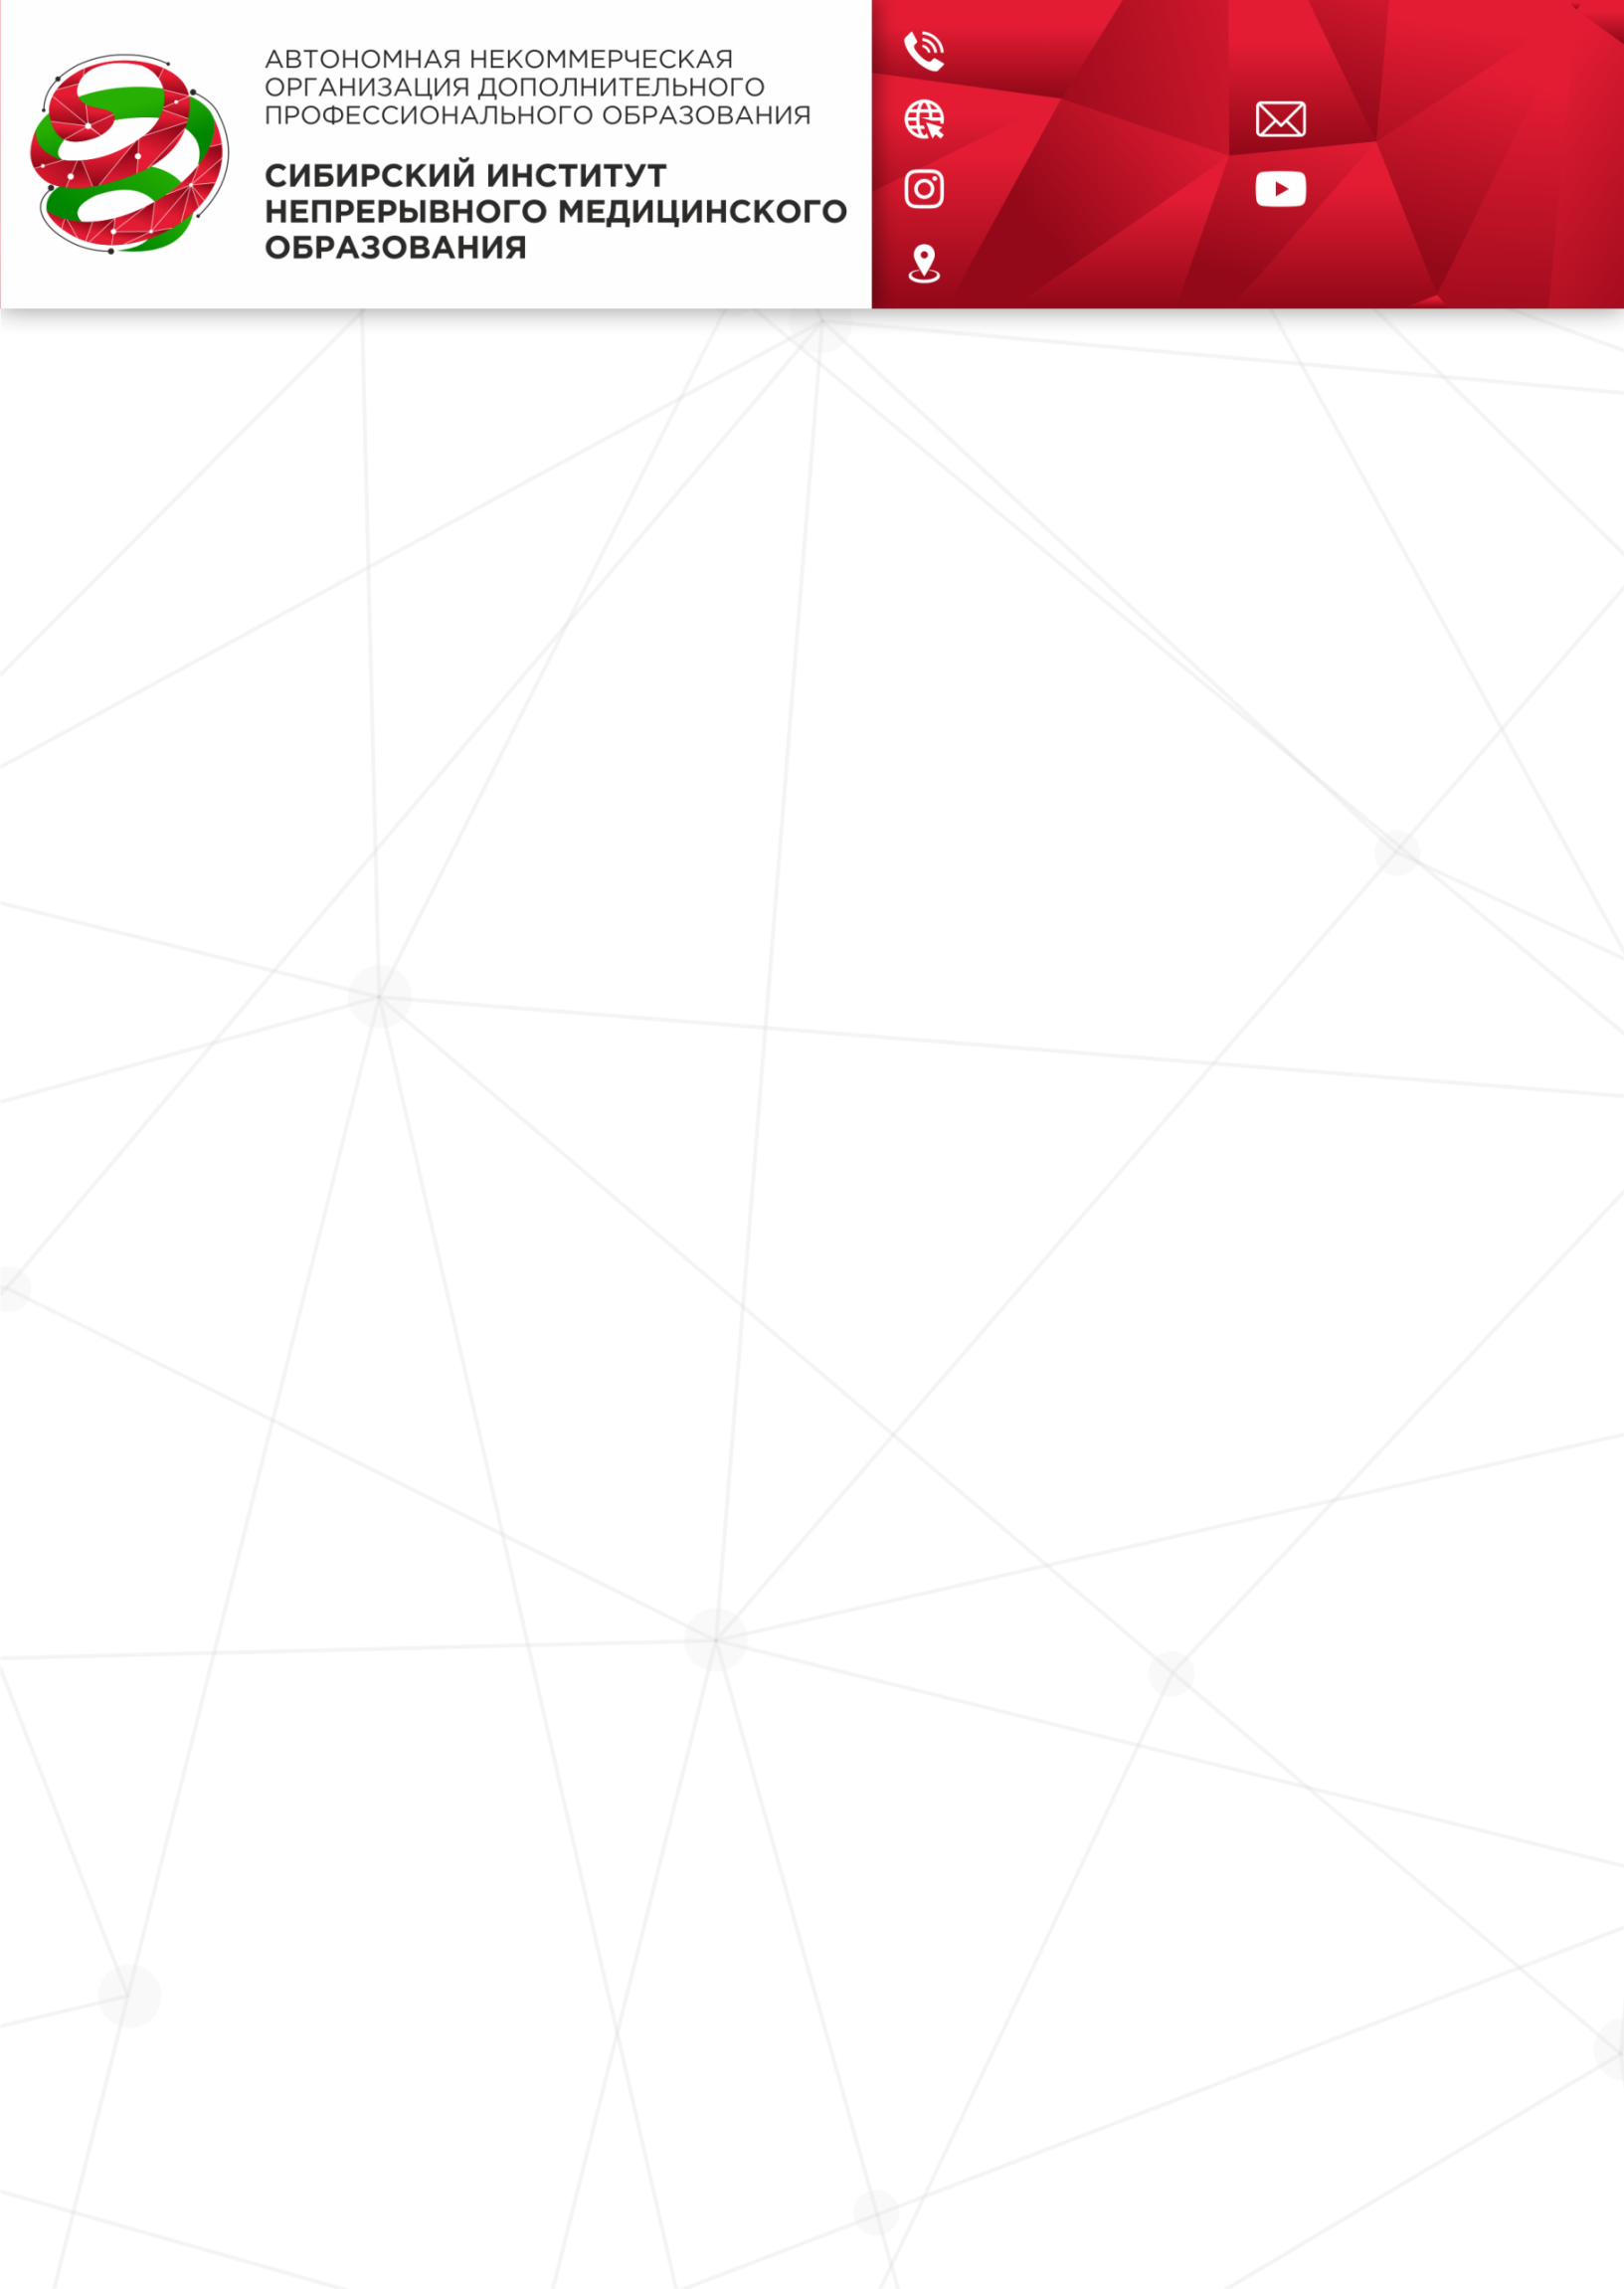 АВТОНОМНАЯ НЕКОММЕРЧЕСКАЯ
ОРГАНИЗАЦИЯ ДОПОЛНИТЕЛЬНОГО
ПРОФЕССИОНАЛЬНОГО ОБРАЗОВАНИЯ
СИБИРСКИЙ ИНСТИТУТ
НЕПРЕРЫВНОГО МЕДИЦИНСКОГО
ОБРАЗОВАНИЯ